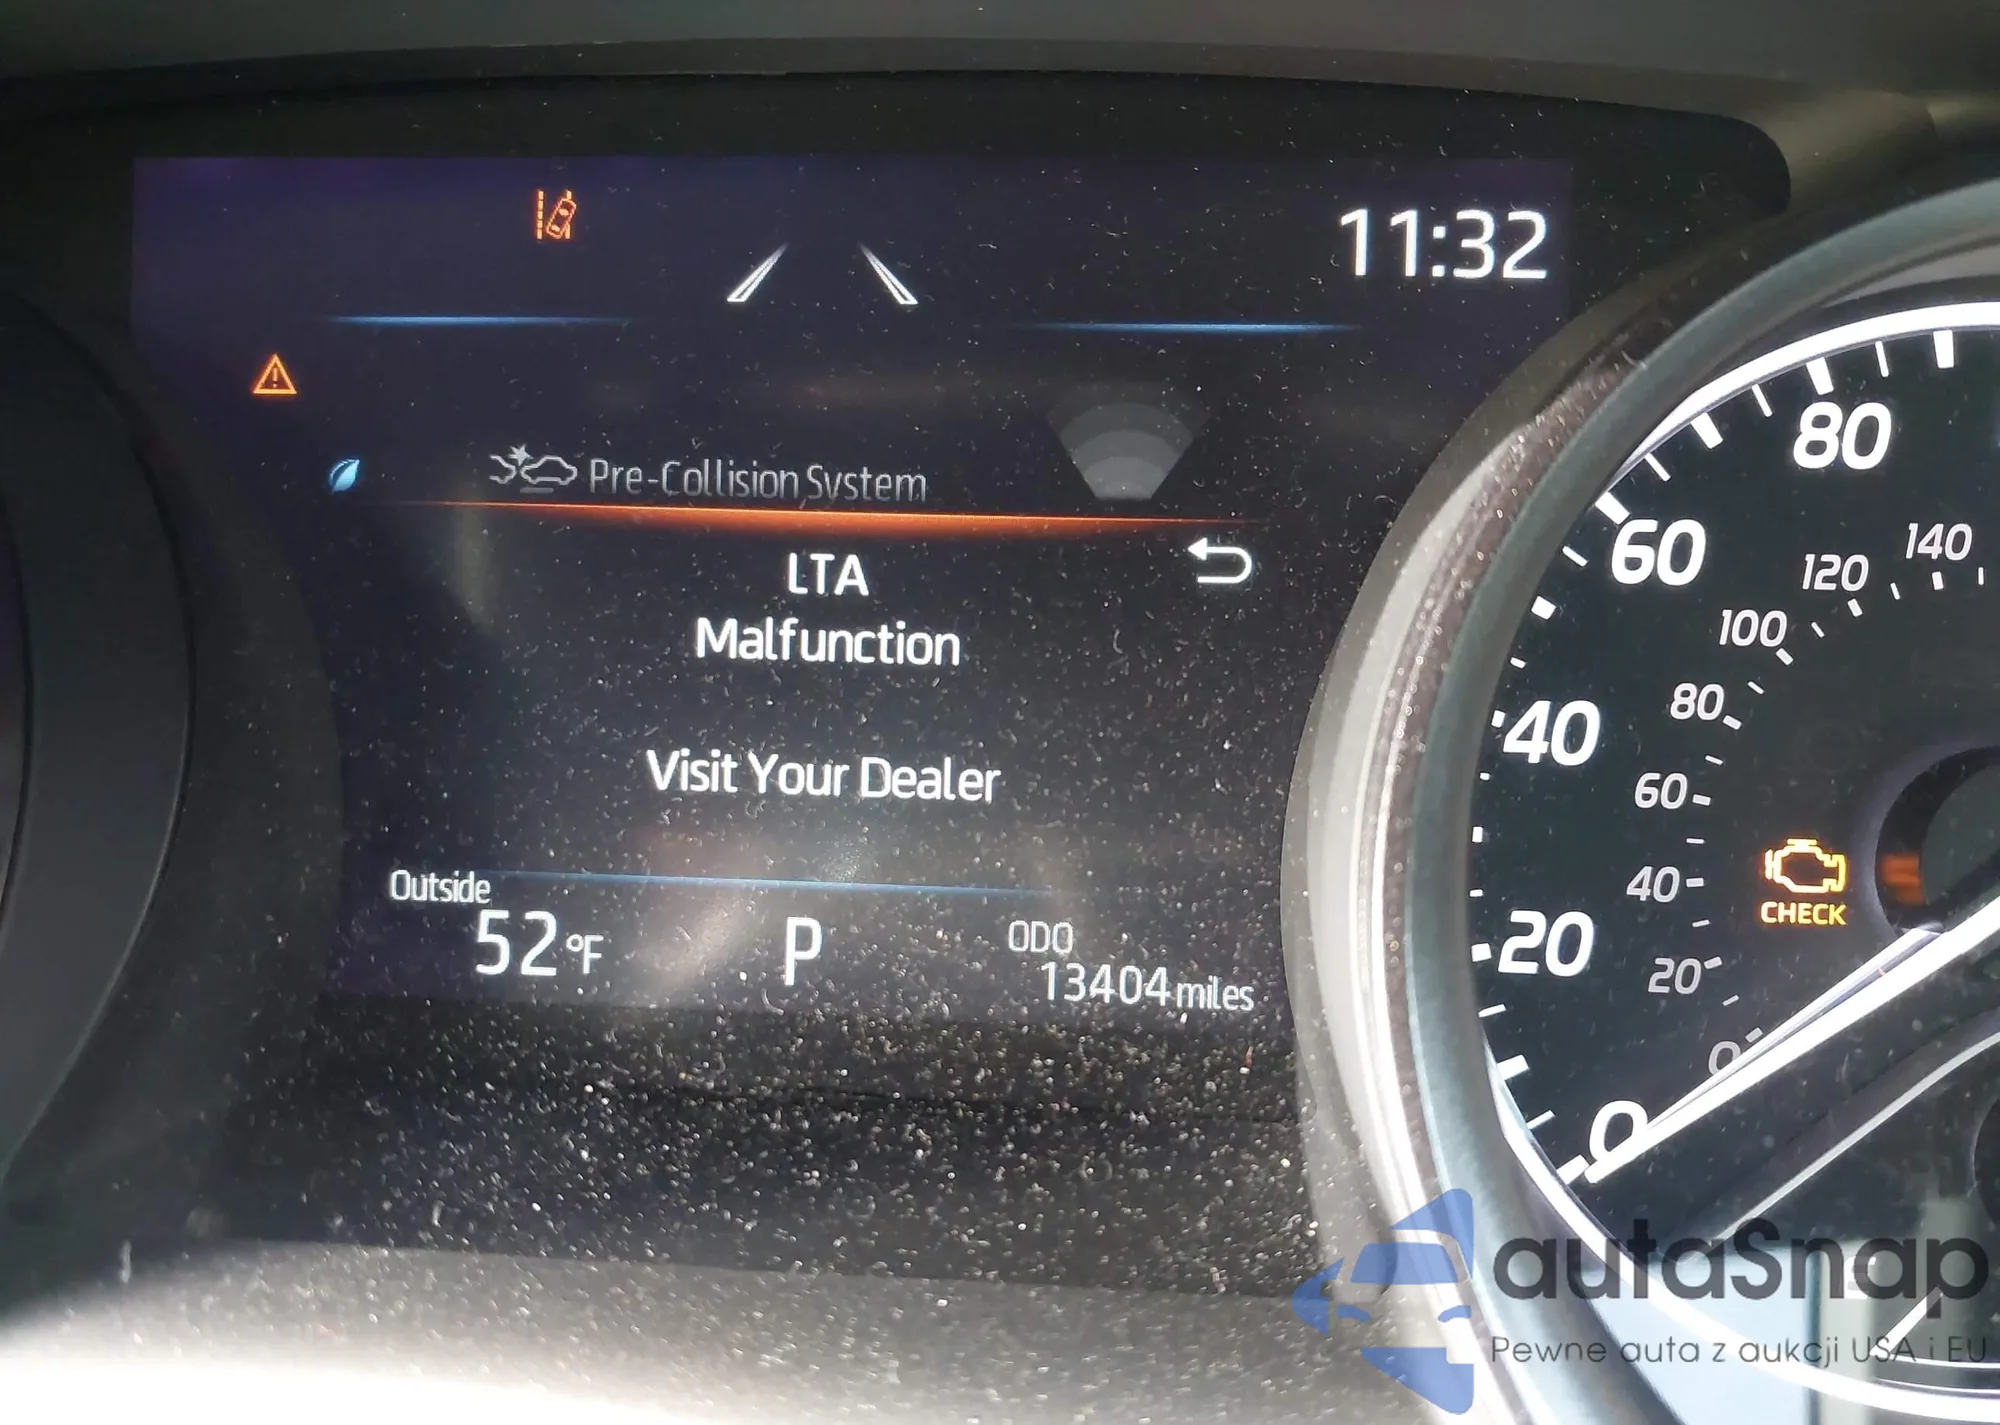 11:32
Pre-Collision System
LTA
Malfunction
Visit Your Dealer
Outside
52 °F
P
ODO
13404 miles
80
60
40
20
0
140
120
100
80
60
40
20
0
CHECK
autaSnap
Pewne auta z aukcji USA i EU